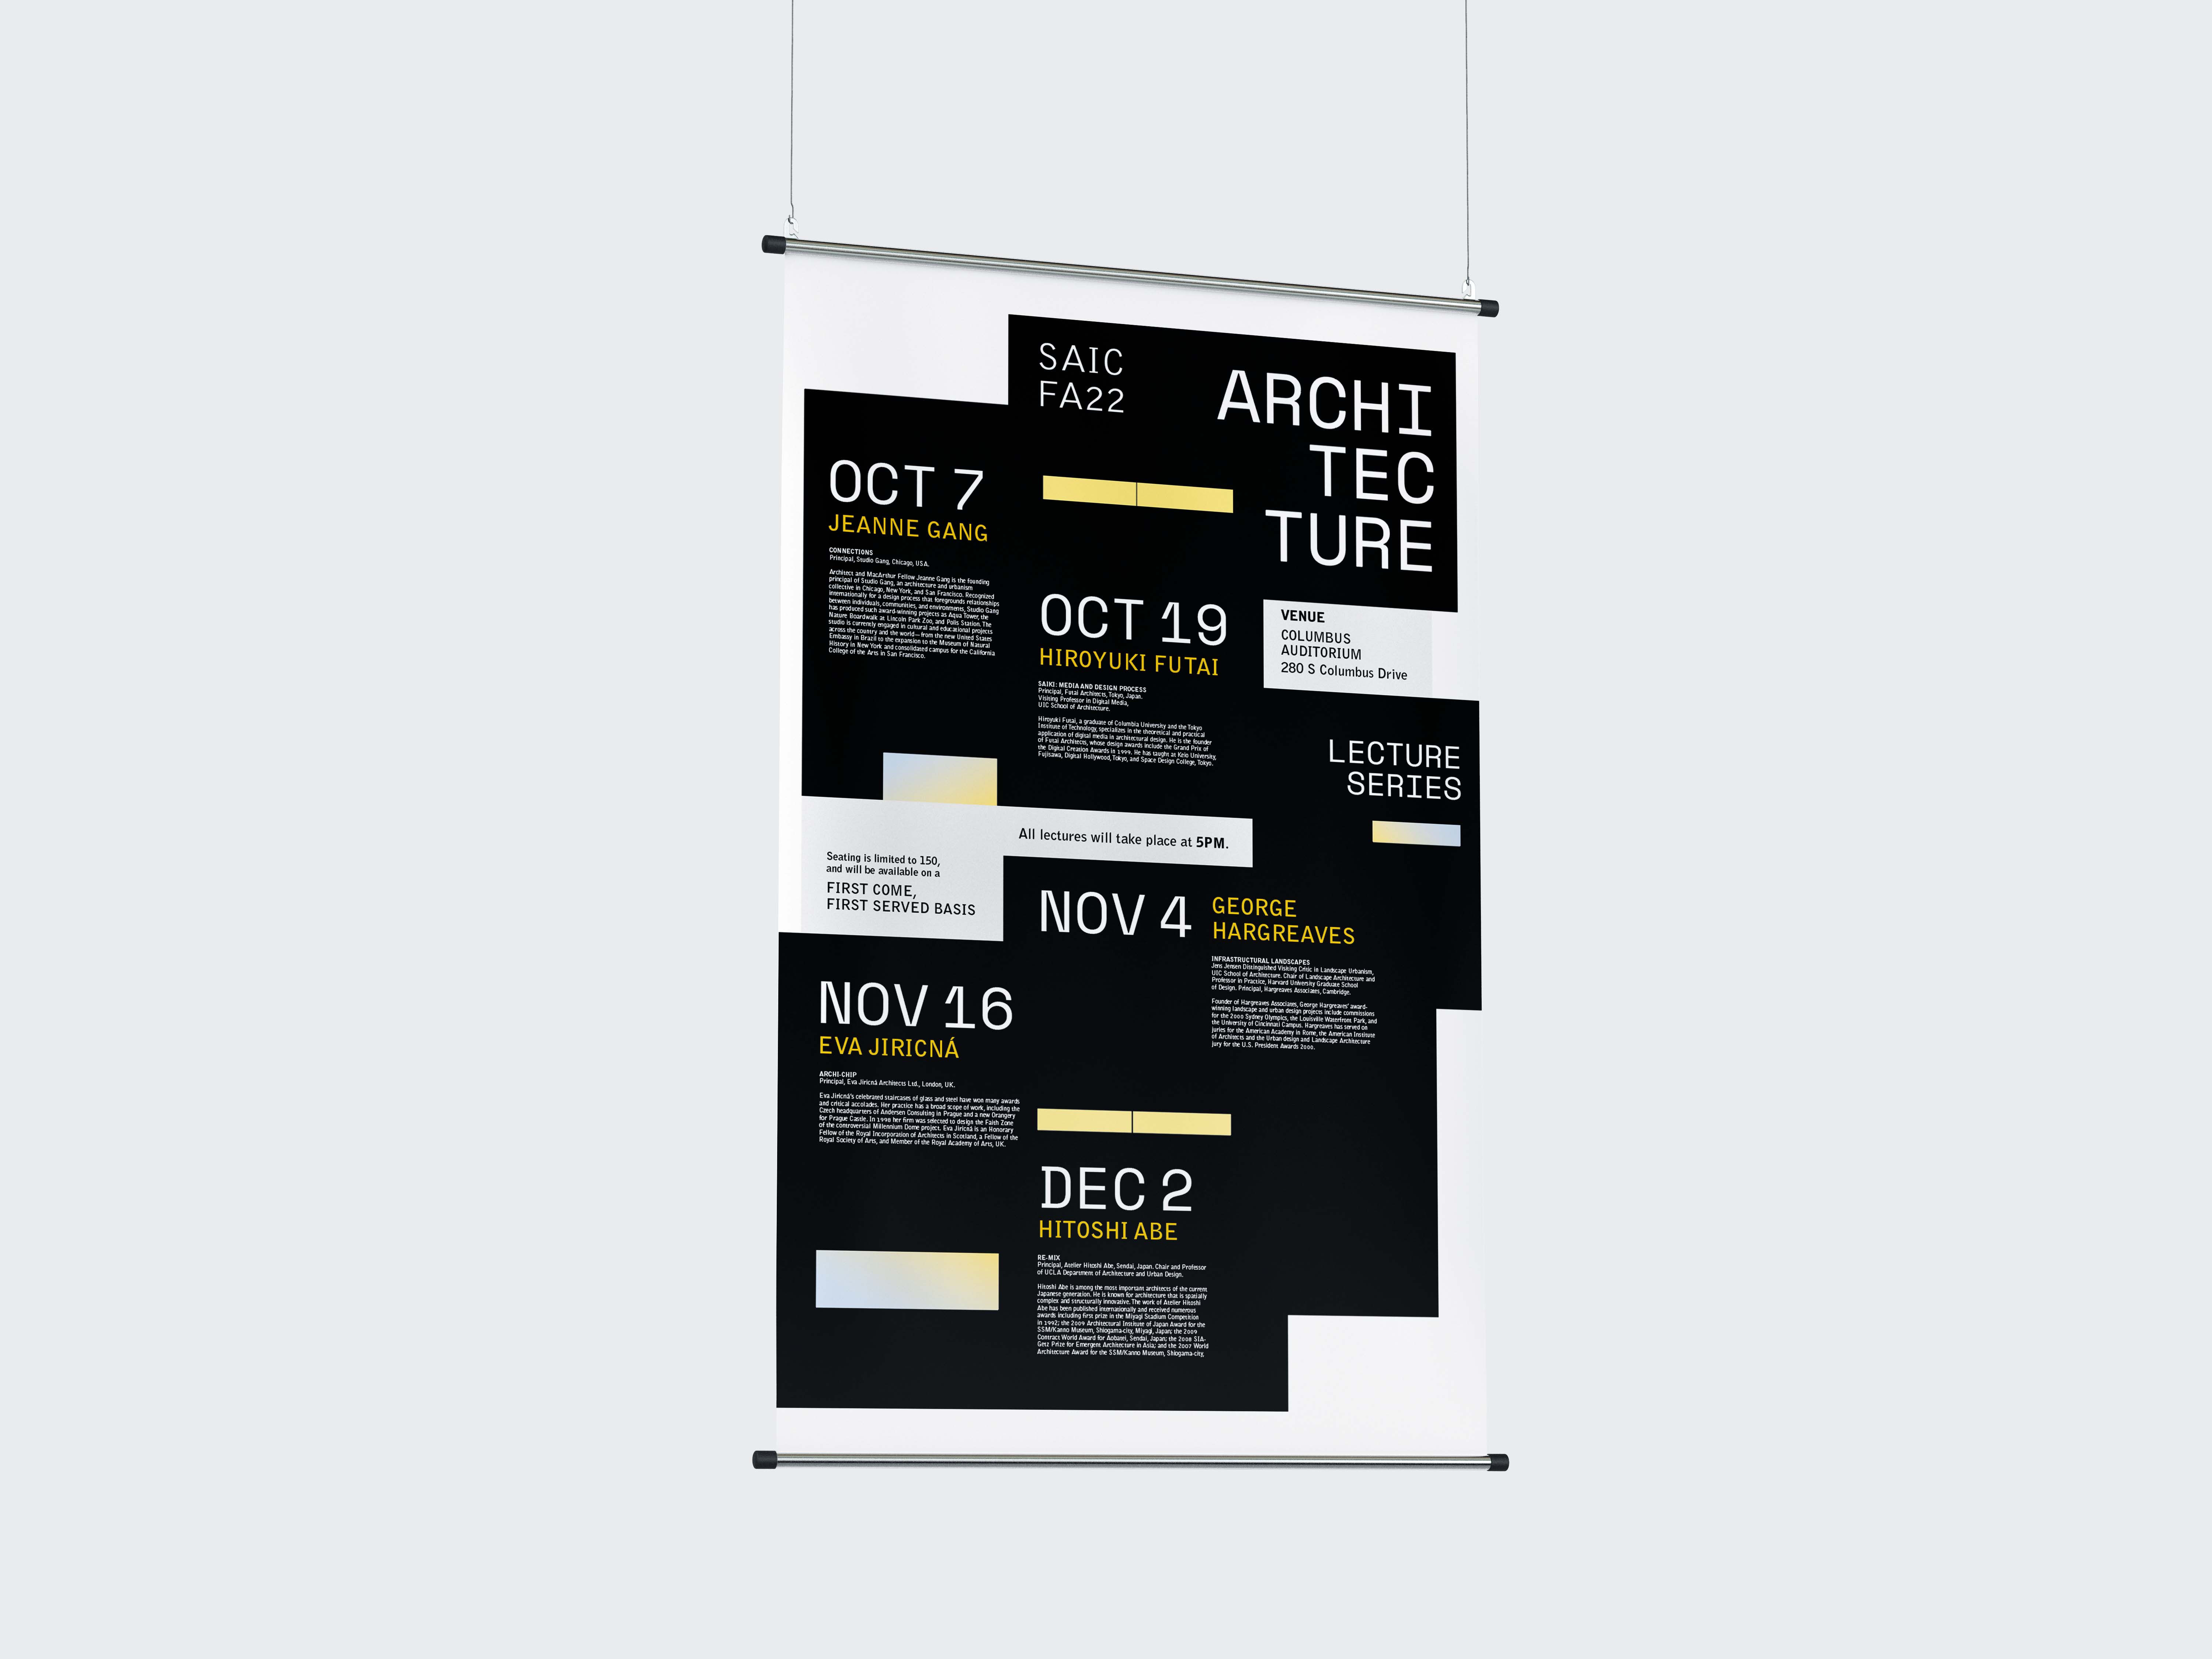 SAIC
FA22
ARCHI
TEC
TURE
OCT 7
JEANNE GANG
CONNECTIONS
Principal, Studio Gang, Chicago, USA.
Architect and MacArthur Fellow Jeanne Gang is the founding
principal of Studio Gang, an architecture and urbanism
collective in Chicago, New York, and San Francisco. Recognized
internationally for a design process that foregrounds relationships
between individuals, communities, and environmens, Studio Gang
has produced such award-winning projects as Aqua Tower, the
Nature Boardwalk at Lincoln Park Zoo, and Polis Station. The
studio is currently engaged in cultural and educational projects
across the country and the world—from the new United States
Embassy in Brazil to the expansion to the Museum of Natural
History in New York and consolidated campus for the California
College of the Arts in San Francisco.
OCT 19
HIROYUKI FUTAI
SAIKI: MEDIA AND DESIGN PROCESS
Principal, Futai Architects, Tokyo, Japan.
Visiting Professor in Digital Media,
UIC School of Architecture.
Hiroyuki Futai, a graduate of Columbia University and the Tokyo
Institute of Technology, specializes in the theoretical and practical
application of digital media in architectural design. He is the founder
of Futai Architects, whose design awards include the Grand Prix of
the Digital Creation Awards in 1999. He has taught at Keio University,
Fujisawa, Digital Hollywood, Tokyo, and Space Design College, Tokyo.
VENUE
COLUMBUS
AUDITORIUM
280 S Columbus Drive
LECTURE
SERIES
All lectures will take place at 5PM.
Seating is limited to 150,
and will be available on a
FIRST COME,
FIRST SERVED BASIS
NOV 4
GEORGE
HARGREAVES
INFRASTRUCTURAL LANDSCAPES
Jens Jensen Distinguished Visiting Critic in Landscape Urbanism,
UIC School of Architecture. Chair of Landscape Architecture and
Professor in Practice, Harvard University Graduate School
of Design. Principal, Hargreaves Associates, Cambridge.
Founder of Hargreaves Associates, George Hargreaves' award-
winning landscape and urban design projects include commissions
for the 2000 Sydney Olympics, the Louisville Waterfront Park, and
the University of Cincinnati Campus. Hargreaves has served on
juries for the American Academy in Rome, the American Institute
of Architects and the Urban design and Landscape Architecture
jury for the U.S. Presidens Awards 2000.
NOV 16
EVA JIRICNÁ
ARCHI-CHIP
Principal, Eva Jiricná Architects Ltd., London, UK.
Eva Jiricná's celebrated staircases of glass and steel have won many awards
and critical accolades. Her practice has a broad scope of work, including the
Czech headquarters of Andersen Consulting in Prague and a new Orangery
for Prague Castle. In 1998 her firm was selected to design the Faith Zone
of the controversial Millennium Dome project. Eva Jiricná is an Honorary
Fellow of the Royal Incorporation of Architects in Scotland, a Fellow of the
Royal Society of Arts, and Member of the Royal Academy of Arts, UK.
DEC 2
HITOSHI ABE
RE-MIX
Principal, Atelier Hitoshi Abe, Sendai, Japan. Chair and Professor
of UCLA Department of Architecture and Urban Design.
Hitoshi Abe is among the most important architects of the current
Japanese generation. He is known for architecture that is spatially
complex and structurally innovative. The work of Atelier Hitoshi
Abe has been published internationally and received numerous
awards including first prize in the Miyagi Stadium Competition
in 1992; the 2009 Architectural Institute of Japan Award for the
SSM/Kanno Museum, Shiogama-city, Miyagi, Japan; the 2009
Contract World Award for Aobatei, Sendai, Japan; the 2008 SIA-
Getz Prize for Emergent Architecture in Asia; and the 2007 World
Architecture Award for the SSM/Kanno Museum, Shiogama-city,